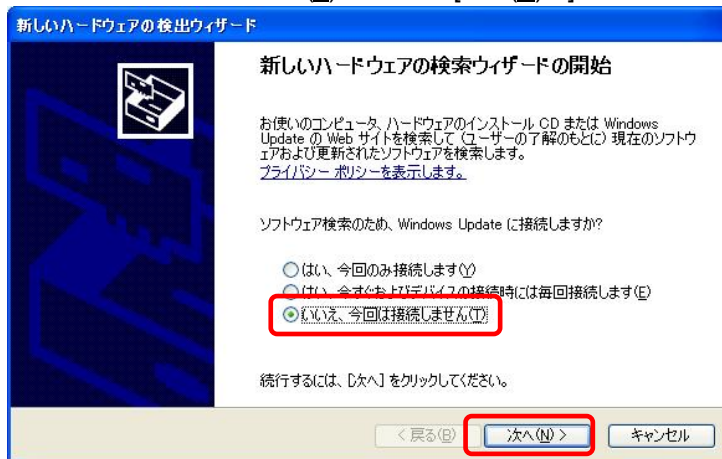 新しいハードウェアの検出ウィザード
新しいハードウェアの検索ウィザードの開始
お使いのコンピュータ、ハードウェアのインストール CD または Windows
Update の Web サイトを検索して (ユーザーの了解のもとに) 現在のソフトウ
ェアおよび更新されたソフトウェアを検索します。
プライバシー ポリシーを表示します。
ソフトウェア検索のため、Windows Update に接続しますか?
はい、今回のみ接続します(Y)
はい、今すぐおよびデバイスの接続時には毎回接続します(E)
いいえ、今回は接続しません(T)
続行するには、[次へ] をクリックしてください。
< 戻る(B)
次へ(N) >
キャンセル